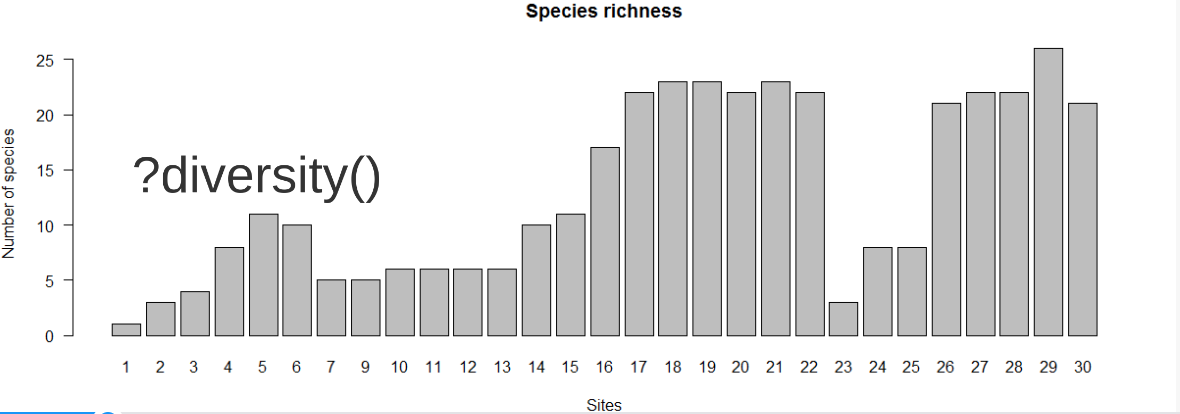 Species richness
25
20
15
10
5
0
Number of species
?diversity()
1 2 3 4 5 6 7 9 10 11 12 13 14 15 16 17 18 19 20 21 22 23 24 25 26 27 28 29 30
Sites